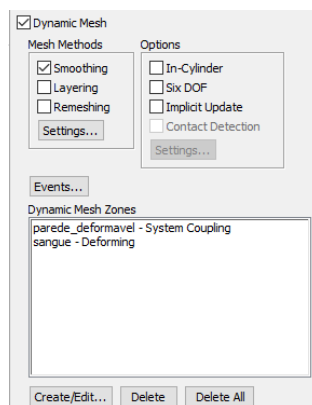 Dynamic Mesh
Mesh Methods
Options
Smoothing
Layering
Remeshing
Settings...
In-Cylinder
Six DOF
Implicit Update
Contact Detection
Settings...
Events...
Dynamic Mesh Zones
parede_deformavel - System Coupling
sangue - Deforming
Create/Edit... Delete Delete All